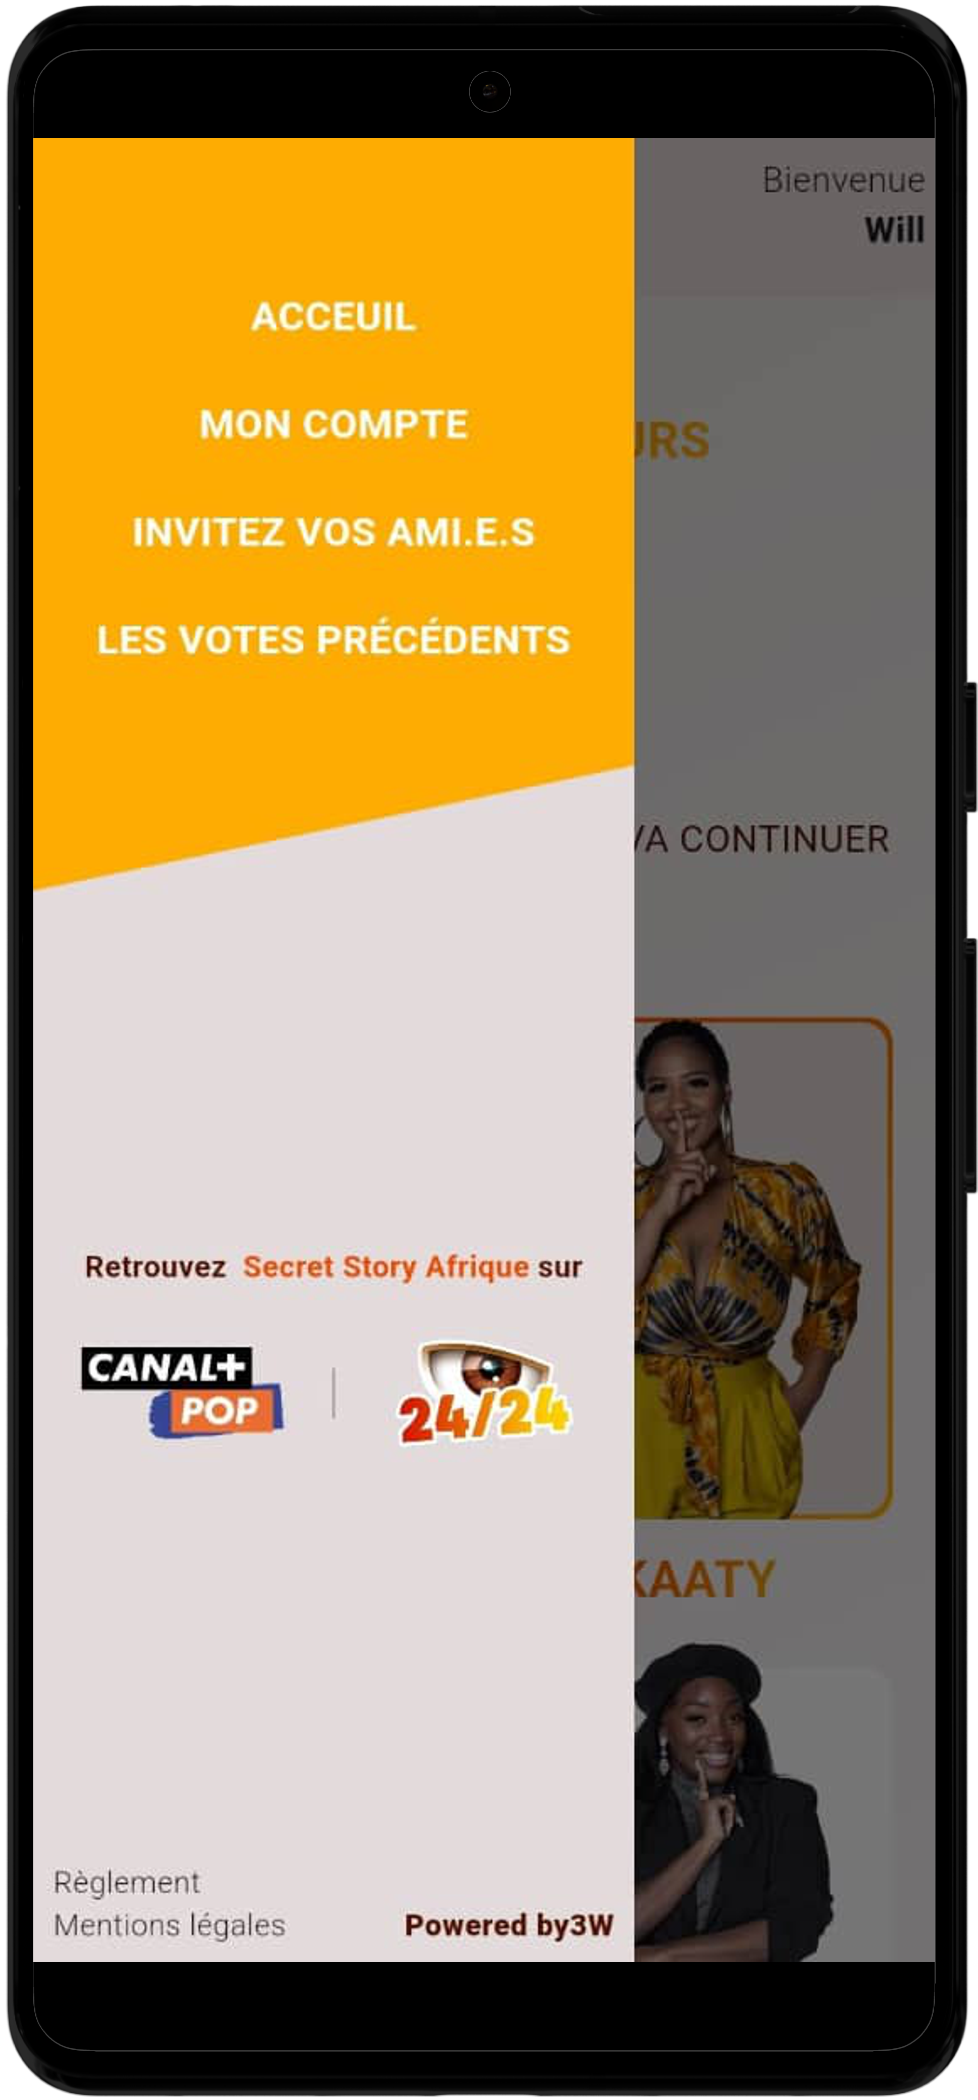 Bienvenue
Will
ACCEUIL
MON COMPTE
INVITEZ VOS AMI.E.S
LES VOTES PRÉCÉDENTS
URS
VA CONTINUER
Retrouvez Secret Story Afrique sur
CANAL+
POP
24/24
KAATY
Règlement
Mentions légales
Powered by3W